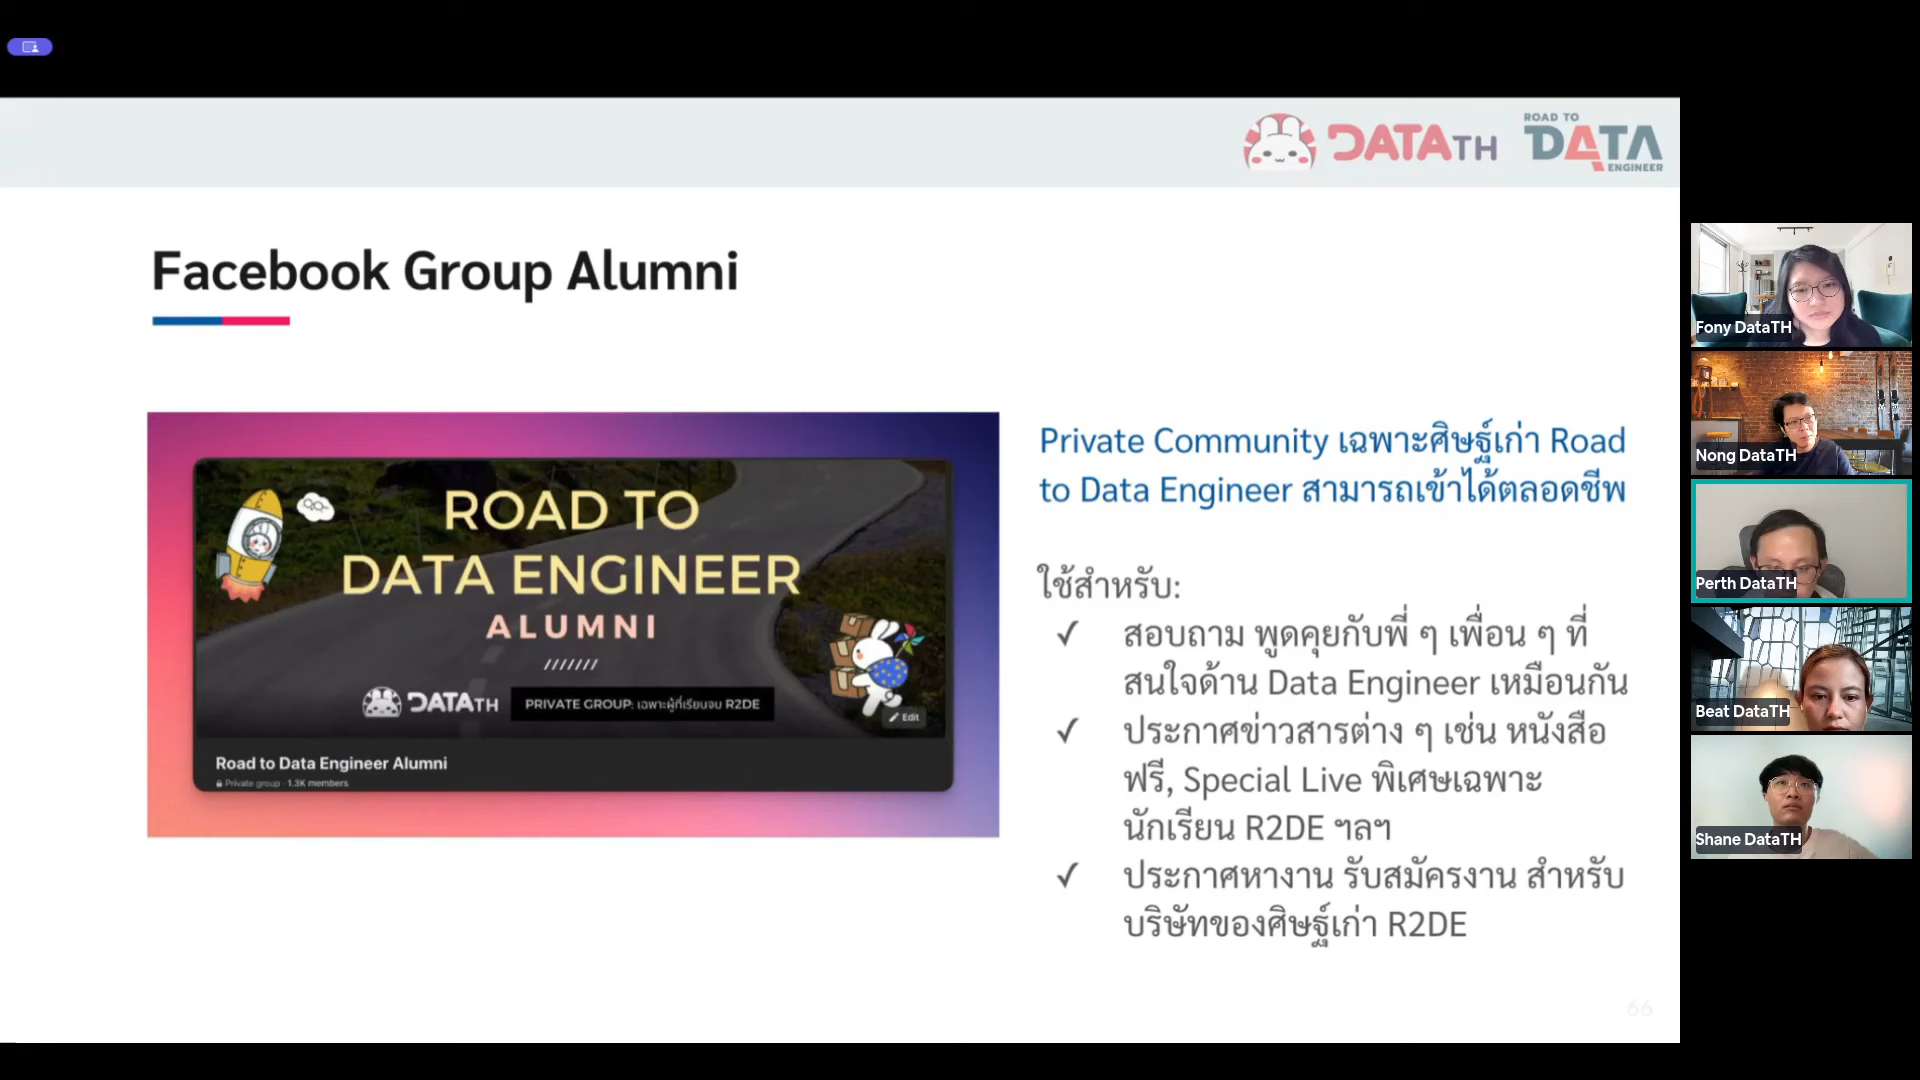 DATATH
ROAD TO
DATA
ENGINEER
Facebook Group Alumni
ROAD TO
DATA ENGINEER
ALUMNI
///////
DATATH
PRIVATE GROUP: เฉพาะผู้ที่เรียนจบ R2DE
Edit
Road to Data Engineer Alumni
Private group · 1.3K members
Private Community เฉพาะศิษฐ์เก่า Road
to Data Engineer สามารถเข้าได้ตลอดชีพ
ใช้สำหรับ:
✓ สอบถาม พูดคุยกับพี่ ๆ เพื่อน ๆ ที่
สนใจด้าน Data Engineer เหมือนกัน
✓ ประกาศข่าวสารต่าง ๆ เช่น หนังสือ
ฟรี, Special Live พิเศษเฉพาะ
นักเรียน R2DE ฯลฯ
✓ ประกาศหางาน รับสมัครงาน สำหรับ
บริษัทของศิษฐ์เก่า R2DE
66
Fony DataTH
Nong DataTH
Perth DataTH
Beat DataTH
Shane DataTH